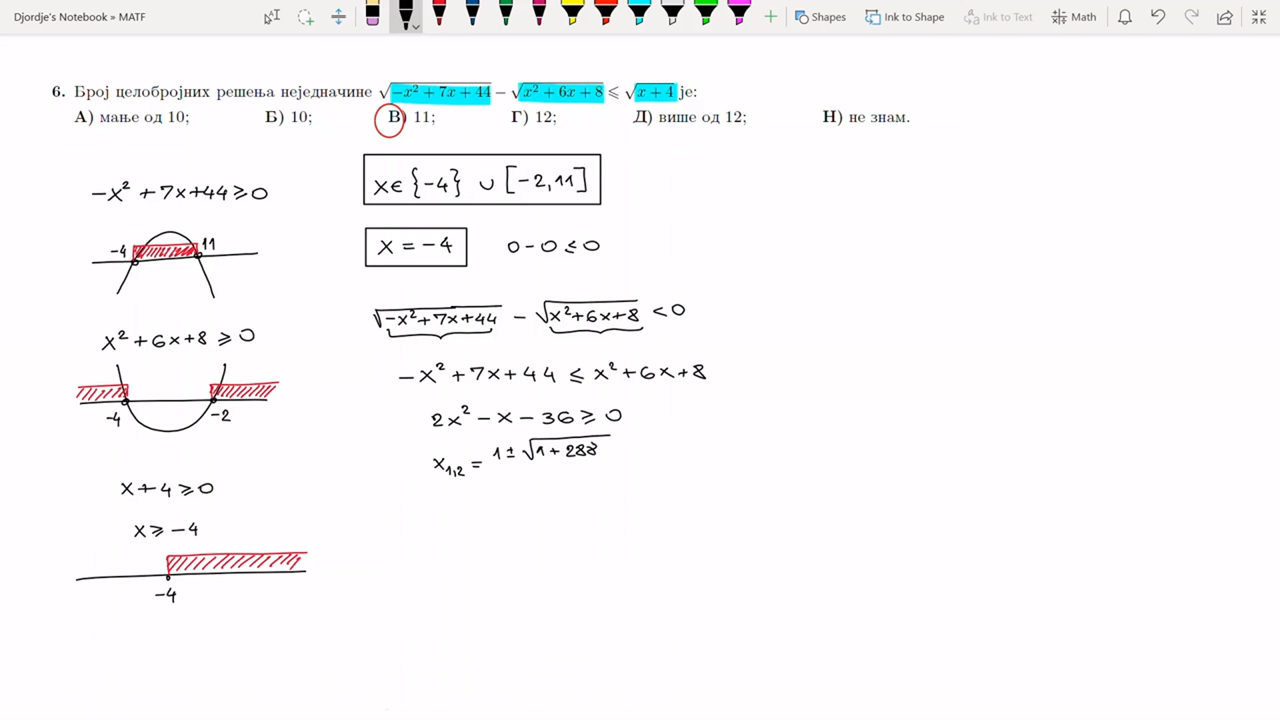 Djordje's Notebook » MATF
Shapes
Ink to Shape
Ink to Text
Math
6. Број целобројних решења неједначине √(-x² + 7x + 44) − √(x² + 6x + 8) ⩽ √(x + 4) је:
А) мање од 10; Б) 10; В) 11; Г) 12; Д) више од 12; Н) не знам.
-x² + 7x + 44 ⩾ 0
-4 11
x² + 6x + 8 ⩾ 0
-4 -2
x + 4 ⩾ 0
x ⩾ -4
-4
x ∈ {-4} ∪ [-2, 11]
x = -4 0 - 0 ≤ 0
√(-x² + 7x + 44) − √(x² + 6x + 8) < 0
-x² + 7x + 44 ≤ x² + 6x + 8
2x² - x - 36 ⩾ 0
x₁,₂ = 1 ± √(1 + 288)